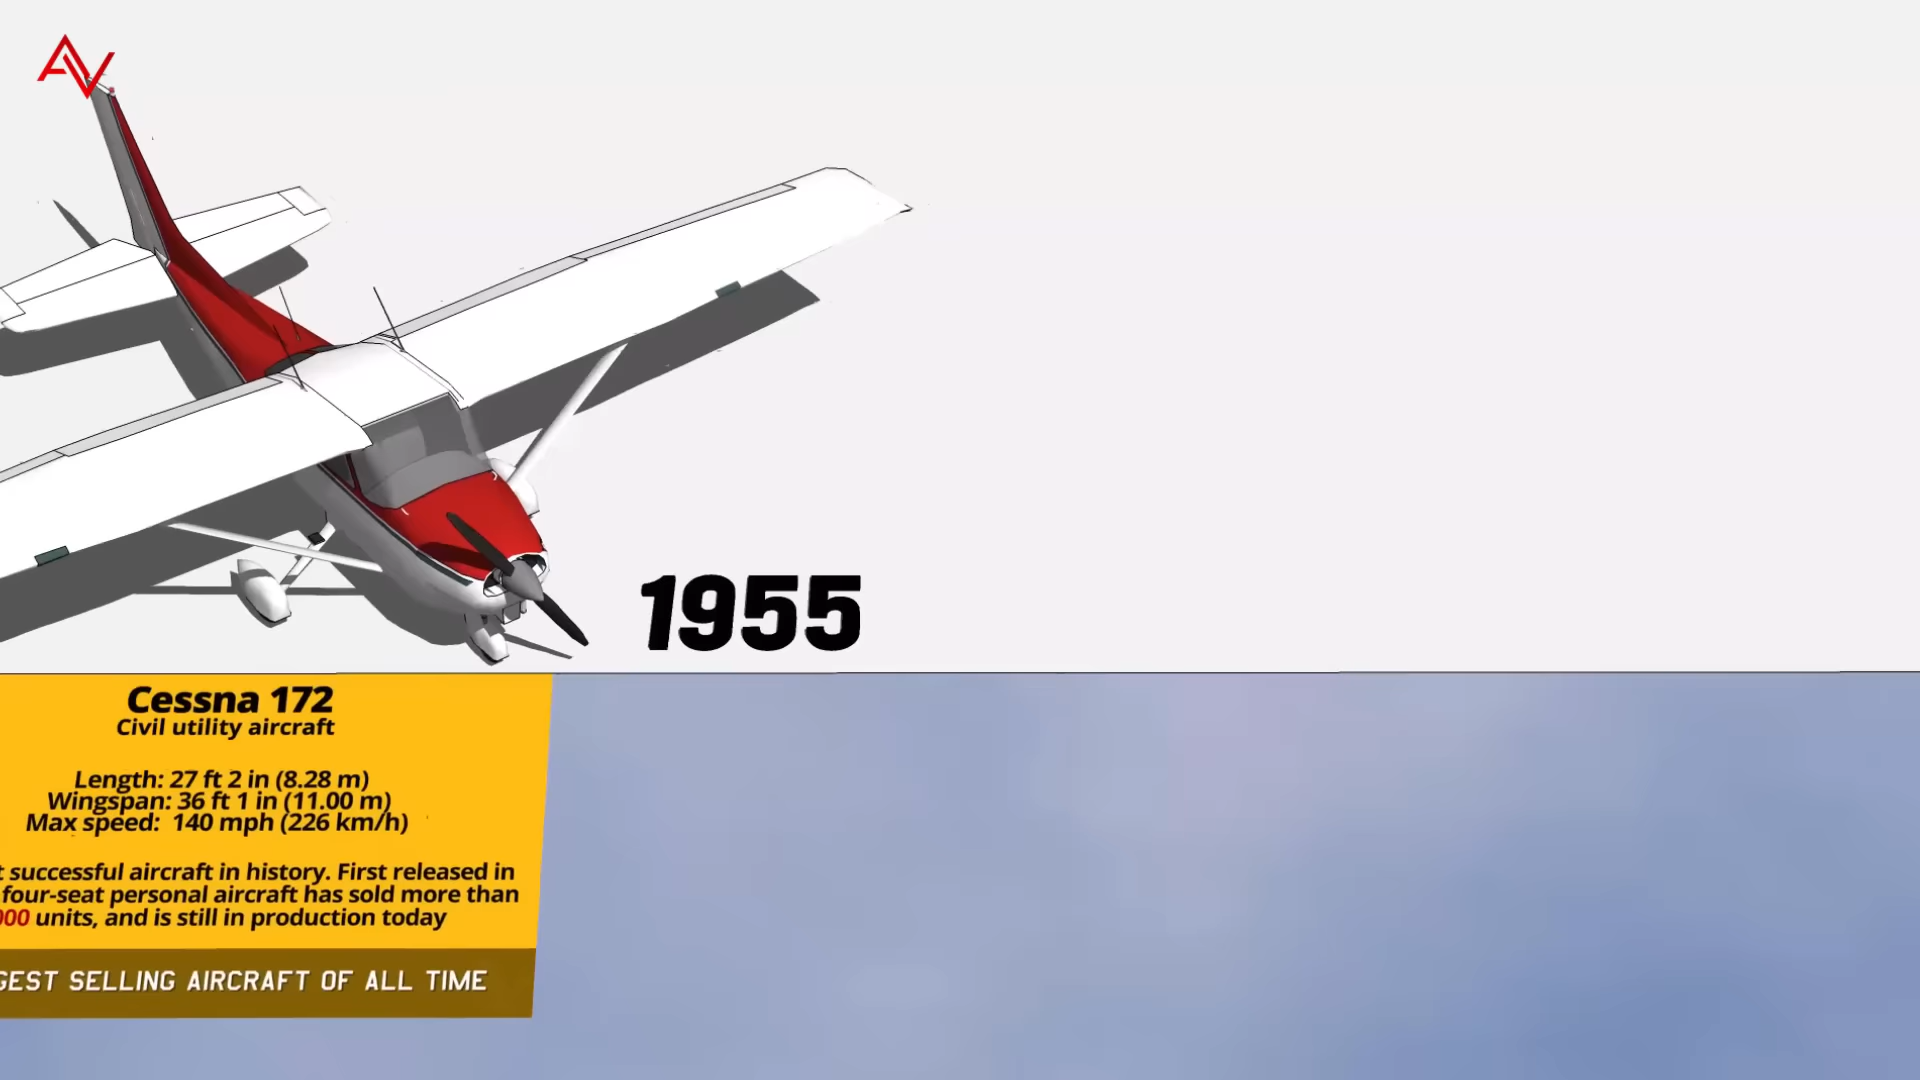 AV
1955
Cessna 172
Civil utility aircraft
Length: 27 ft 2 in (8.28 m)
Wingspan: 36 ft 1 in (11.00 m)
Max speed: 140 mph (226 km/h)
successful aircraft in history. First released in
four-seat personal aircraft has sold more than
000 units, and is still in production today
GEST SELLING AIRCRAFT OF ALL TIME